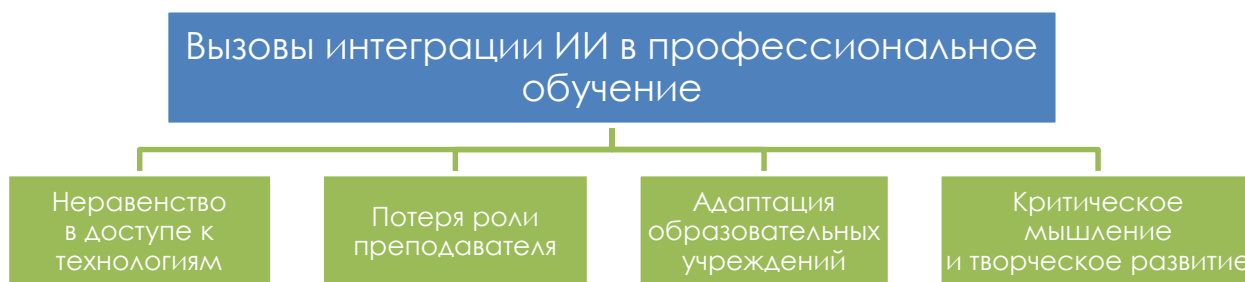 Вызовы интеграции ИИ в профессиональное
обучение
Неравенство
в доступе к
технологиям
Потеря роли
преподавателя
Адаптация
образовательных
учреждений
Критическое
мышление
и творческое развитие